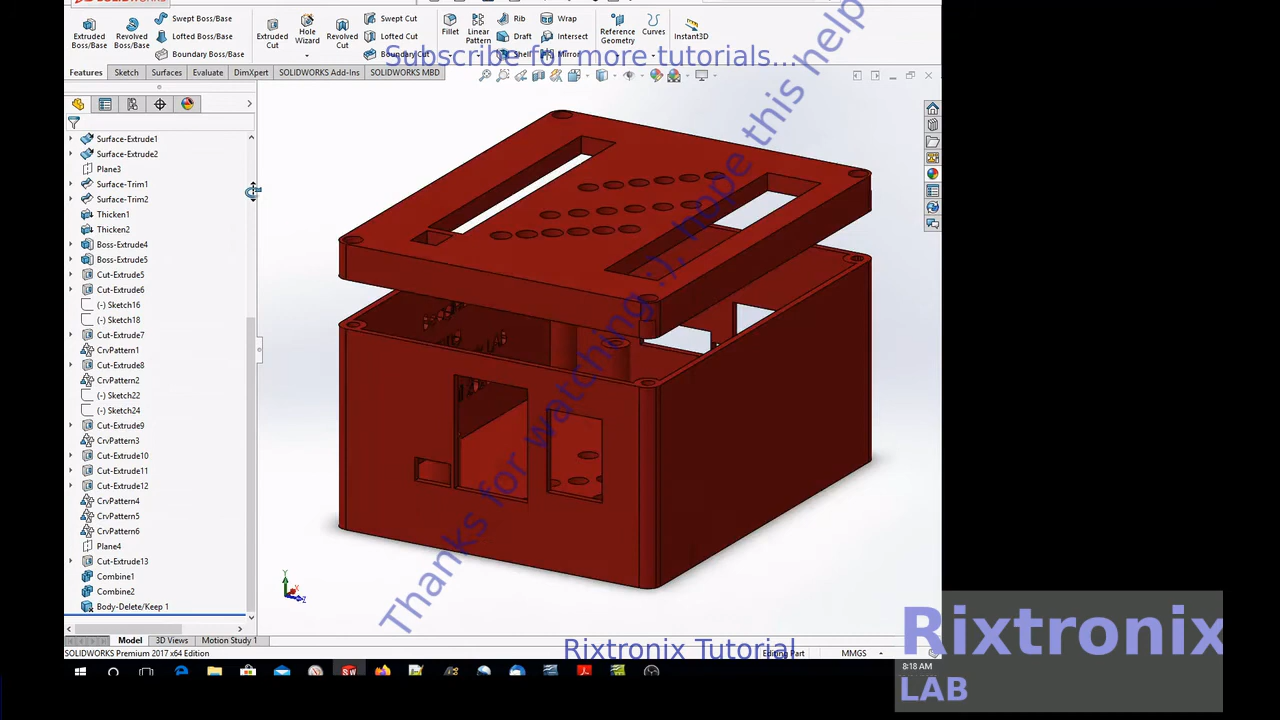 SOLIDWORKS
Extruded Boss/Base
Revolved Boss/Base
Swept Boss/Base
Lofted Boss/Base
Boundary Boss/Base
Extruded Cut
Hole Wizard
Revolved Cut
Swept Cut
Lofted Cut
Boundary Cut
Fillet
Linear Pattern
Rib
Draft
Shell
Wrap
Intersect
Mirror
Reference Geometry
Curves
Instant3D
Subscribe for more tutorials...
Features
Sketch
Surfaces
Evaluate
DimXpert
SOLIDWORKS Add-Ins
SOLIDWORKS MBD
Surface-Extrude1
Surface-Extrude2
Plane3
Surface-Trim1
Surface-Trim2
Thicken1
Thicken2
Boss-Extrude4
Boss-Extrude5
Cut-Extrude5
Cut-Extrude6
(-) Sketch16
(-) Sketch18
Cut-Extrude7
CrvPattern1
Cut-Extrude8
CrvPattern2
(-) Sketch22
(-) Sketch24
Cut-Extrude9
CrvPattern3
Cut-Extrude10
Cut-Extrude11
Cut-Extrude12
CrvPattern4
CrvPattern5
CrvPattern6
Plane4
Cut-Extrude13
Combine1
Combine2
Body-Delete/Keep 1
Thanks for watching :). hope this help
Y
X
Z
Model
3D Views
Motion Study 1
SOLIDWORKS Premium 2017 x64 Edition
Rixtronix Tutorial
Editing Part
MMGS
Rixtronix
8:18 AM
LAB